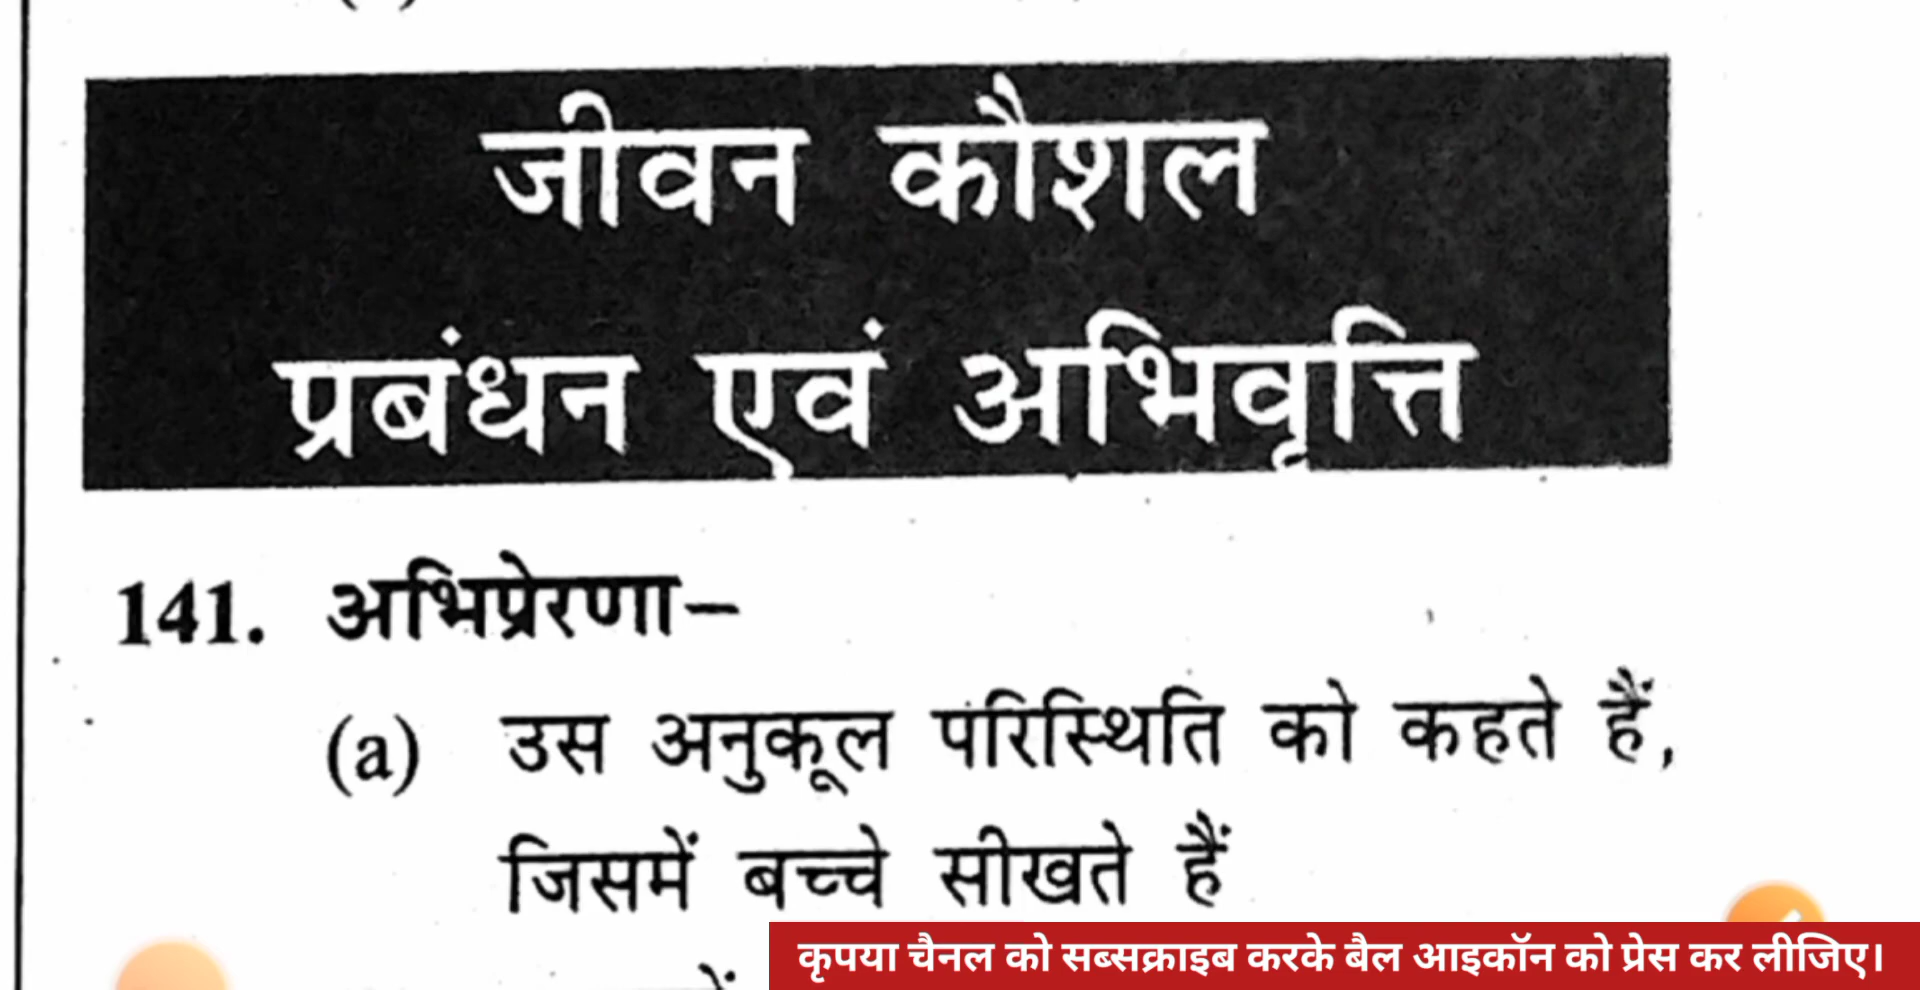 जीवन कौशल
प्रबंधन एवं अभिवृत्ति
141. अभिप्रेरणा–
(a) उस अनुकूल परिस्थिति को कहते हैं,
जिसमें बच्चे सीखते हैं
कृपया चैनल को सब्सक्राइब करके बैल आइकॉन को प्रेस कर लीजिए।